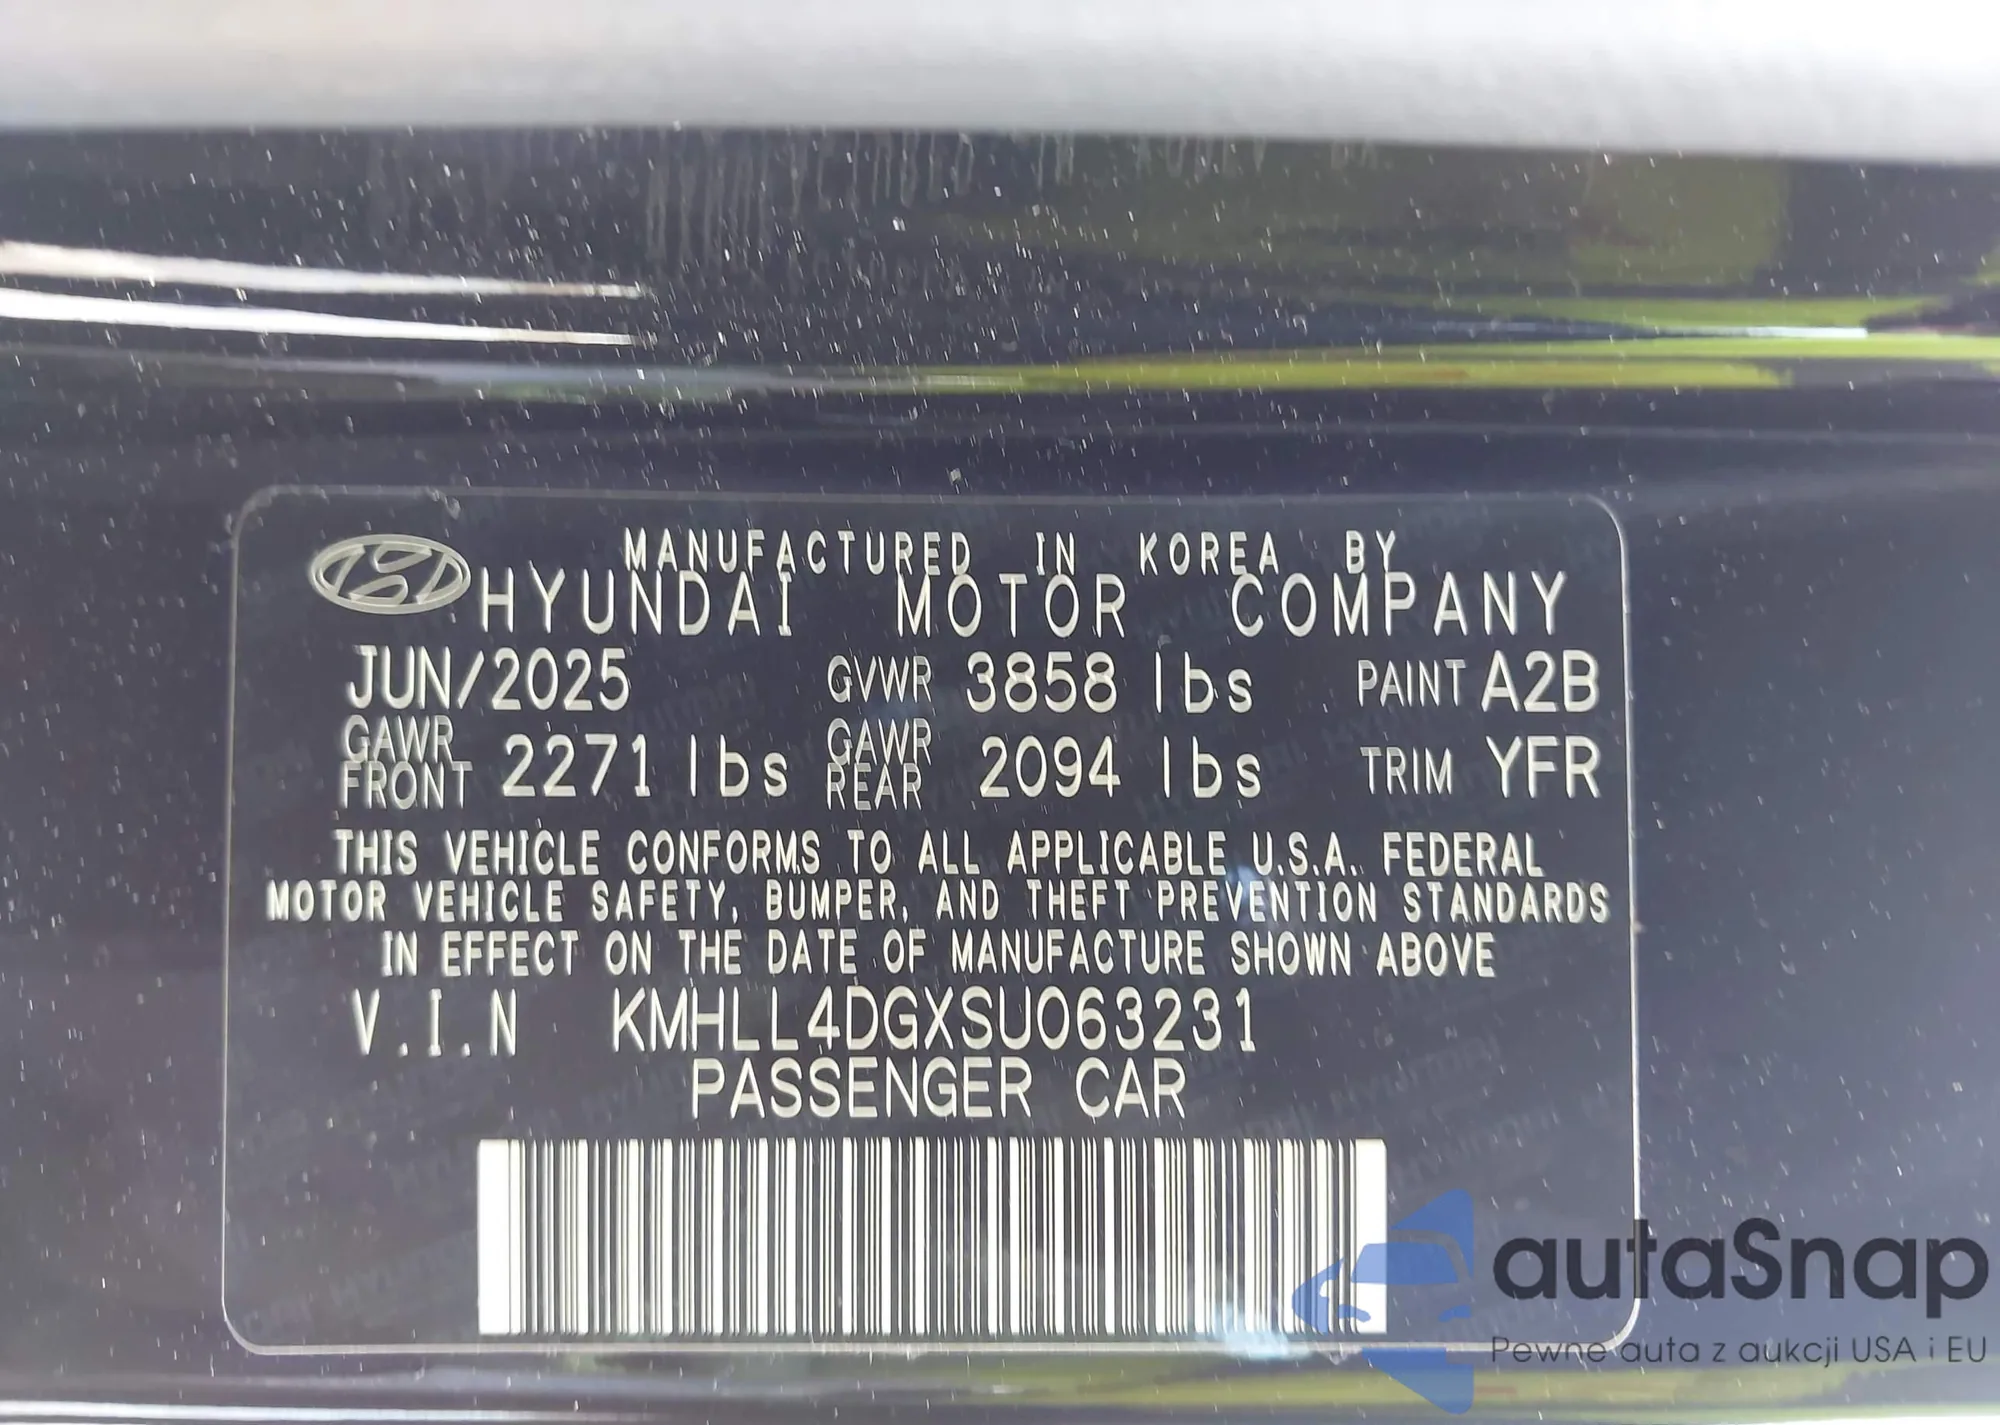 MANUFACTURED IN KOREA BY
HYUNDAI MOTOR COMPANY
JUN/2025 GVWR 3858 lbs PAINT A2B
GAWR FRONT 2271 lbs GAWR REAR 2094 lbs TRIM YFR
THIS VEHICLE CONFORMS TO ALL APPLICABLE U.S.A. FEDERAL
MOTOR VEHICLE SAFETY, BUMPER, AND THEFT PREVENTION STANDARDS
IN EFFECT ON THE DATE OF MANUFACTURE SHOWN ABOVE
V.I.N KMHLL4DGXSU063231
PASSENGER CAR
autaSnap
Pewne auta z aukcji USA i EU